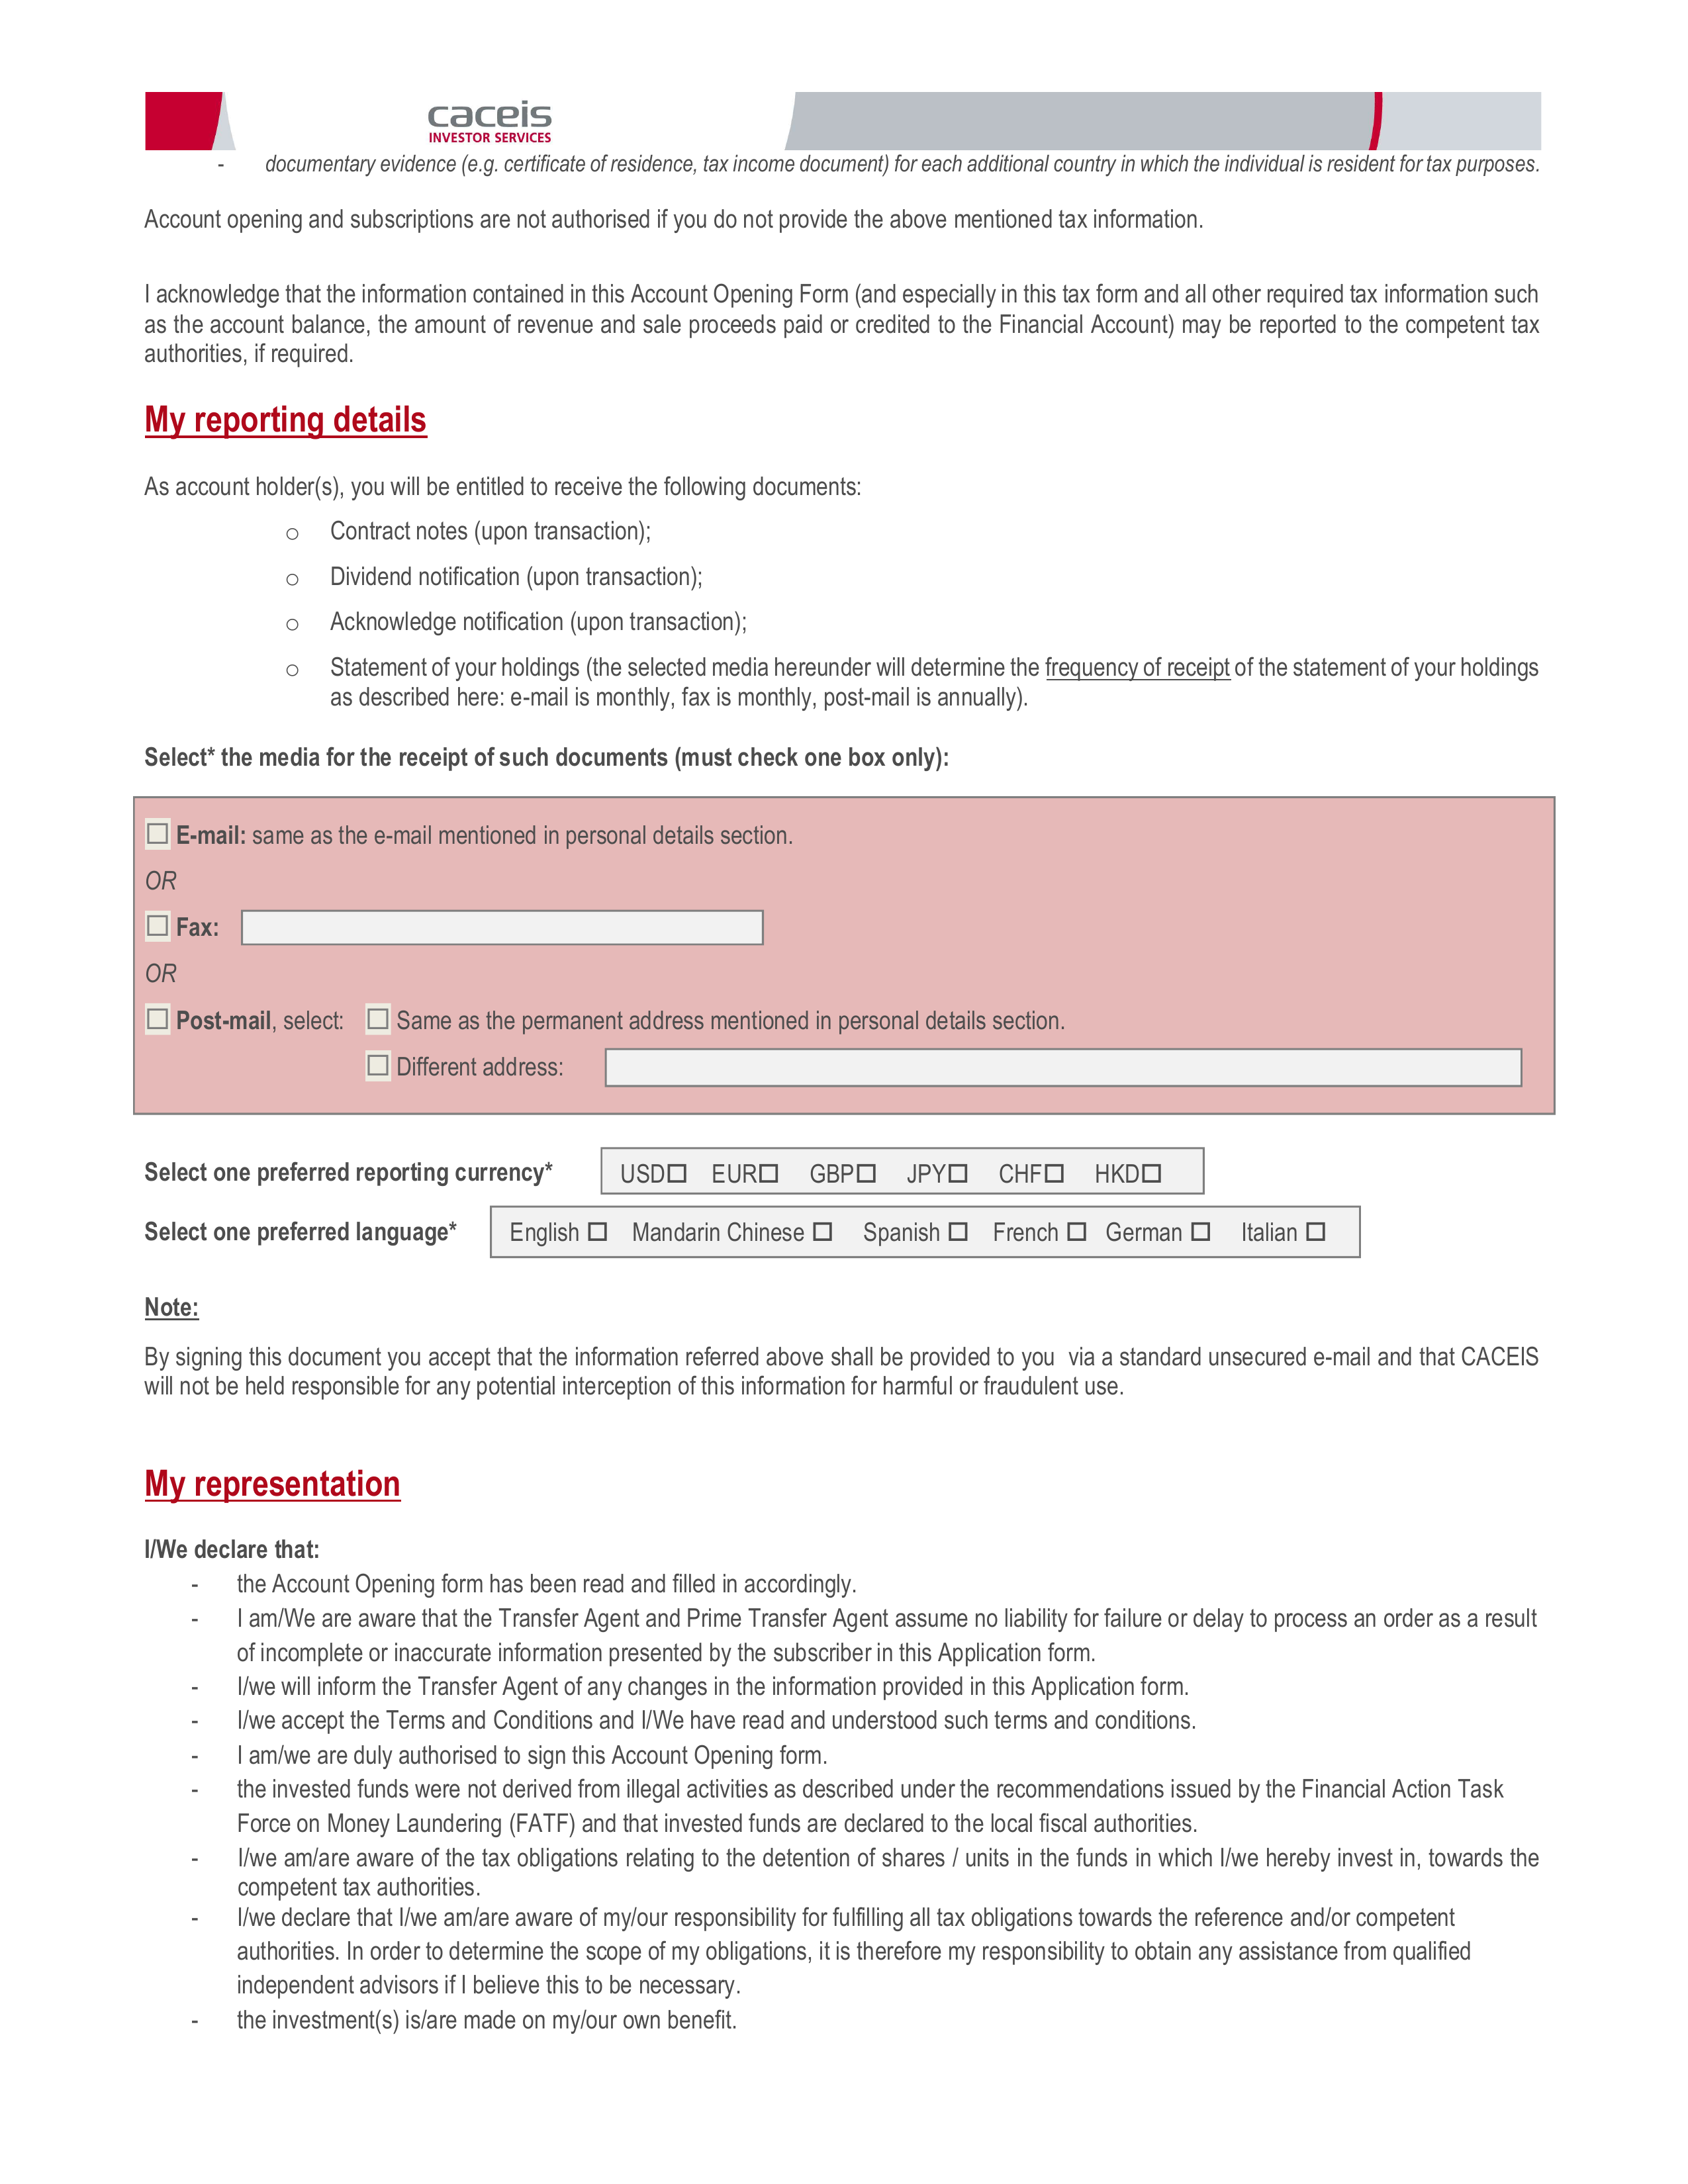 caceis
INVESTOR SERVICES
- documentary evidence (e.g. certificate of residence, tax income document) for each additional country in which the individual is resident for tax purposes.
Account opening and subscriptions are not authorised if you do not provide the above mentioned tax information.
I acknowledge that the information contained in this Account Opening Form (and especially in this tax form and all other required tax information such
as the account balance, the amount of revenue and sale proceeds paid or credited to the Financial Account) may be reported to the competent tax
authorities, if required.
My reporting details
As account holder(s), you will be entitled to receive the following documents:
o Contract notes (upon transaction);
o Dividend notification (upon transaction);
o Acknowledge notification (upon transaction);
o Statement of your holdings (the selected media hereunder will determine the frequency of receipt of the statement of your holdings
as described here: e-mail is monthly, fax is monthly, post-mail is annually).
Select* the media for the receipt of such documents (must check one box only):
☐ E-mail: same as the e-mail mentioned in personal details section.
OR
☐ Fax:
OR
☐ Post-mail, select: ☐ Same as the permanent address mentioned in personal details section.
☐ Different address:
Select one preferred reporting currency* USD☐ EUR☐ GBP☐ JPY☐ CHF☐ HKD☐
Select one preferred language* English ☐ Mandarin Chinese ☐ Spanish ☐ French ☐ German ☐ Italian ☐
Note:
By signing this document you accept that the information referred above shall be provided to you via a standard unsecured e-mail and that CACEIS
will not be held responsible for any potential interception of this information for harmful or fraudulent use.
My representation
I/We declare that:
- the Account Opening form has been read and filled in accordingly.
- I am/We are aware that the Transfer Agent and Prime Transfer Agent assume no liability for failure or delay to process an order as a result
of incomplete or inaccurate information presented by the subscriber in this Application form.
- I/we will inform the Transfer Agent of any changes in the information provided in this Application form.
- I/we accept the Terms and Conditions and I/We have read and understood such terms and conditions.
- I am/we are duly authorised to sign this Account Opening form.
- the invested funds were not derived from illegal activities as described under the recommendations issued by the Financial Action Task
Force on Money Laundering (FATF) and that invested funds are declared to the local fiscal authorities.
- I/we am/are aware of the tax obligations relating to the detention of shares / units in the funds in which I/we hereby invest in, towards the
competent tax authorities.
- I/we declare that I/we am/are aware of my/our responsibility for fulfilling all tax obligations towards the reference and/or competent
authorities. In order to determine the scope of my obligations, it is therefore my responsibility to obtain any assistance from qualified
independent advisors if I believe this to be necessary.
- the investment(s) is/are made on my/our own benefit.